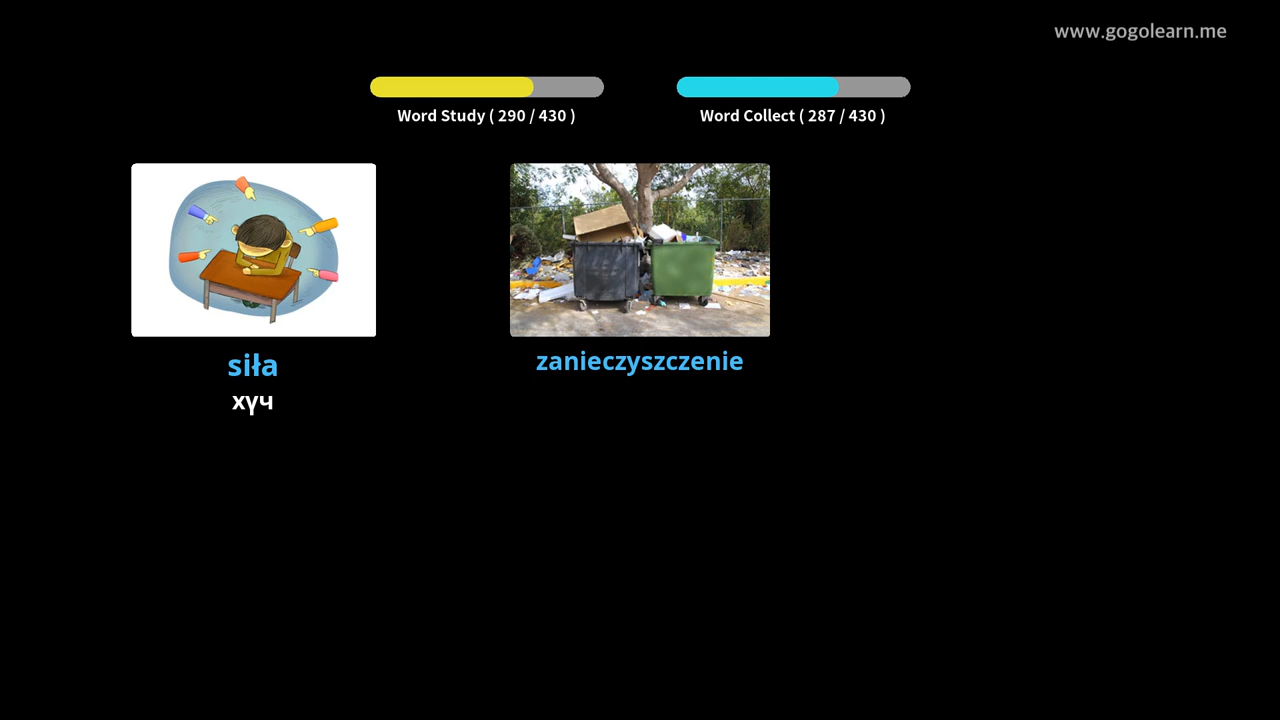 www.gogolearn.me
Word Study ( 290 / 430 )
Word Collect ( 287 / 430 )
siła
хүч
zanieczyszczenie